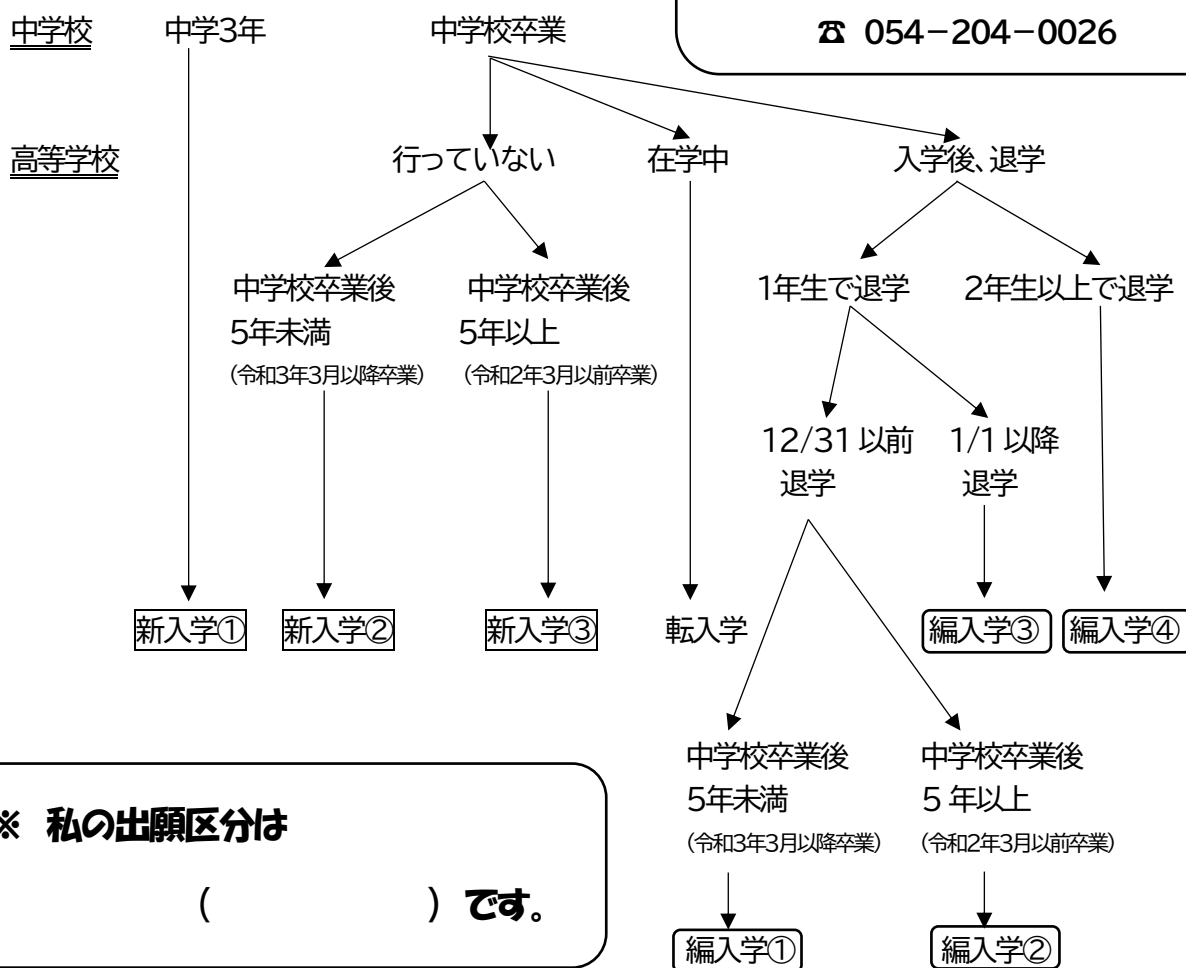 ☎ 054-204-0026
中学校 中学3年 中学校卒業
高等学校 行っていない 在学中 入学後、退学
中学校卒業後 中学校卒業後 1年生で退学 2年生以上で退学
5年未満 5年以上
(令和3年3月以降卒業) (令和2年3月以前卒業)
12/31以前 1/1以降
退学 退学
新入学① 新入学② 新入学③ 転入学 編入学③ 編入学④
中学校卒業後 中学校卒業後
5年未満 5年以上
(令和3年3月以降卒業) (令和2年3月以前卒業)
編入学① 編入学②
※ 私の出願区分は
( ) です。